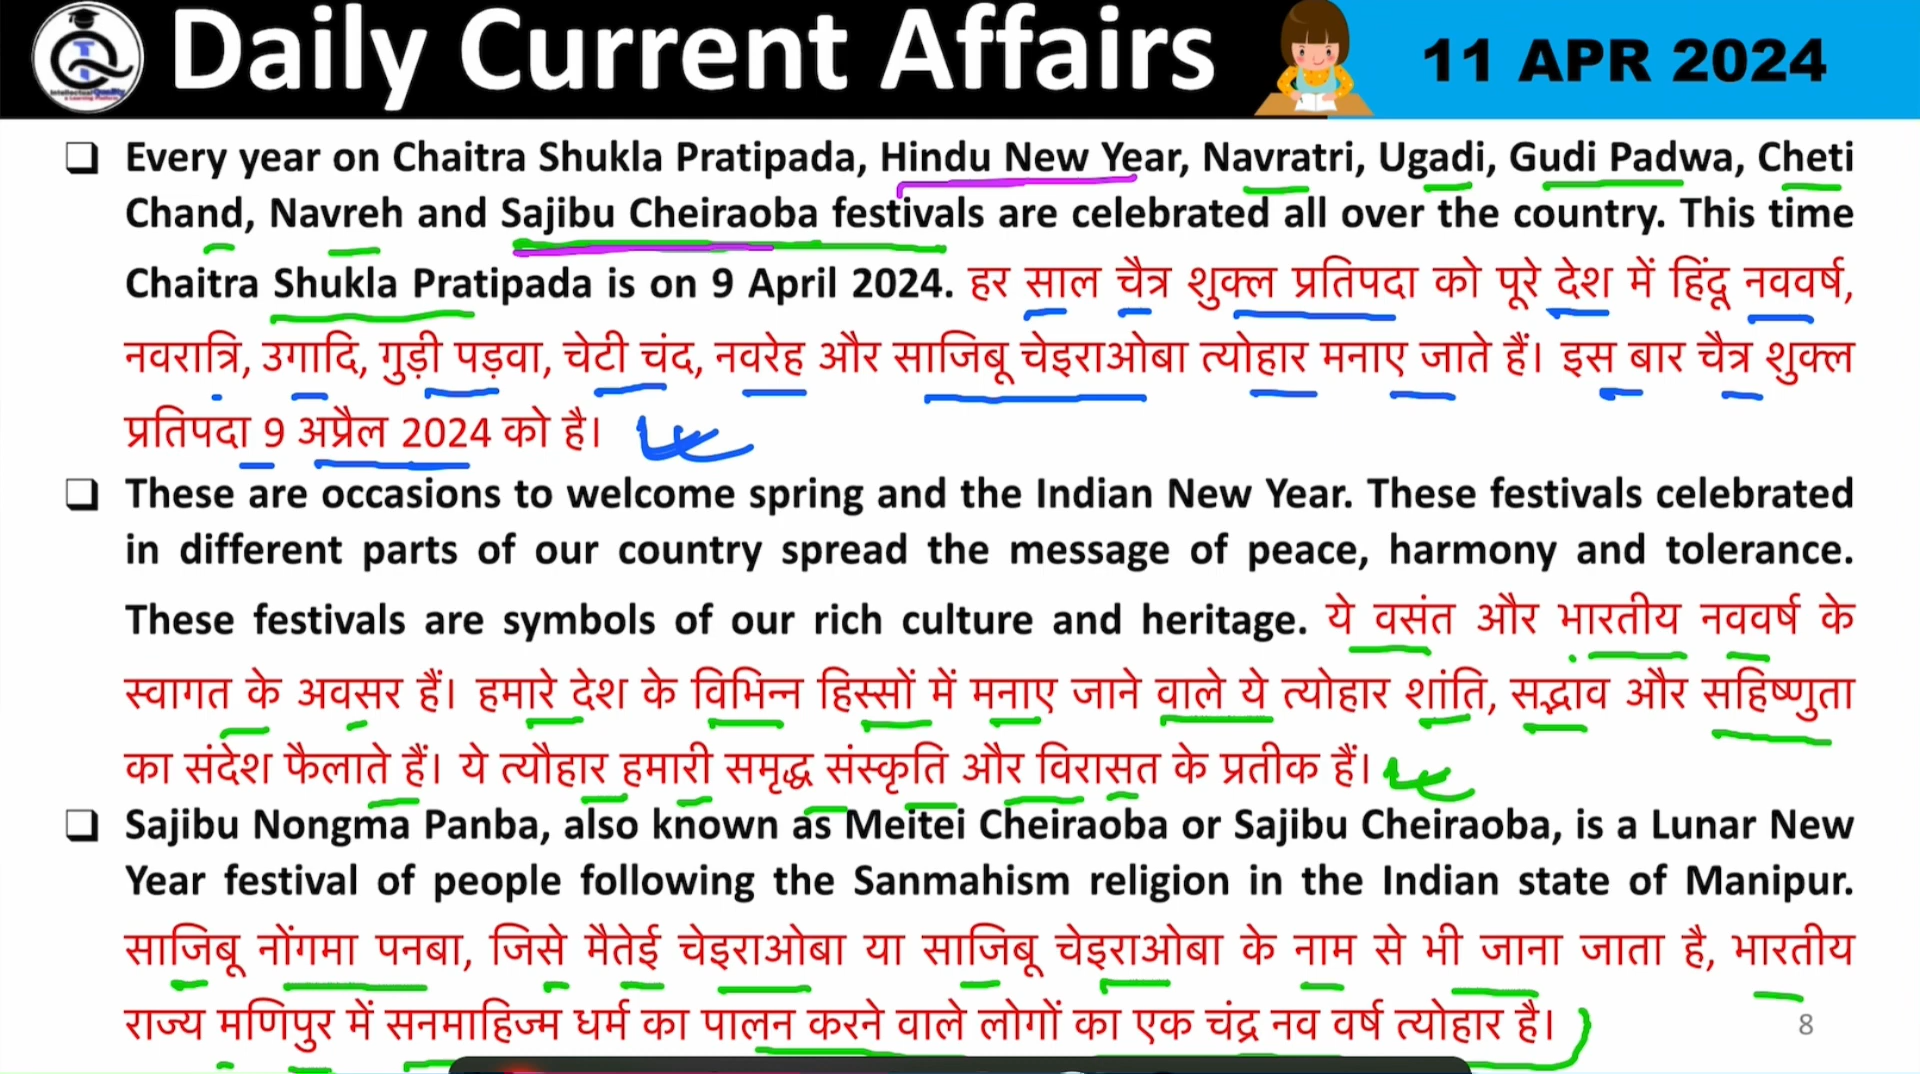 Daily Current Affairs
11 APR 2024
Every year on Chaitra Shukla Pratipada, Hindu New Year, Navratri, Ugadi, Gudi Padwa, Cheti
Chand, Navreh and Sajibu Cheiraoba festivals are celebrated all over the country. This time
Chaitra Shukla Pratipada is on 9 April 2024. हर साल चैत्र शुक्ल प्रतिपदा को पूरे देश में हिंदू नववर्ष,
नवरात्रि, उगादि, गुड़ी पड़वा, चेटी चंद, नवरेह और साजिबू चेइराओबा त्योहार मनाए जाते हैं। इस बार चैत्र शुक्ल
प्रतिपदा 9 अप्रैल 2024 को है।
These are occasions to welcome spring and the Indian New Year. These festivals celebrated
in different parts of our country spread the message of peace, harmony and tolerance.
These festivals are symbols of our rich culture and heritage. ये वसंत और भारतीय नववर्ष के
स्वागत के अवसर हैं। हमारे देश के विभिन्न हिस्सों में मनाए जाने वाले ये त्योहार शांति, सद्भाव और सहिष्णुता
का संदेश फैलाते हैं। ये त्यौहार हमारी समृद्ध संस्कृति और विरासत के प्रतीक हैं।
Sajibu Nongma Panba, also known as Meitei Cheiraoba or Sajibu Cheiraoba, is a Lunar New
Year festival of people following the Sanmahism religion in the Indian state of Manipur.
साजिबू नोंगमा पनबा, जिसे मैतेई चेइराओबा या साजिबू चेइराओबा के नाम से भी जाना जाता है, भारतीय
राज्य मणिपुर में सनमाहिज्म धर्म का पालन करने वाले लोगों का एक चंद्र नव वर्ष त्योहार है।
8